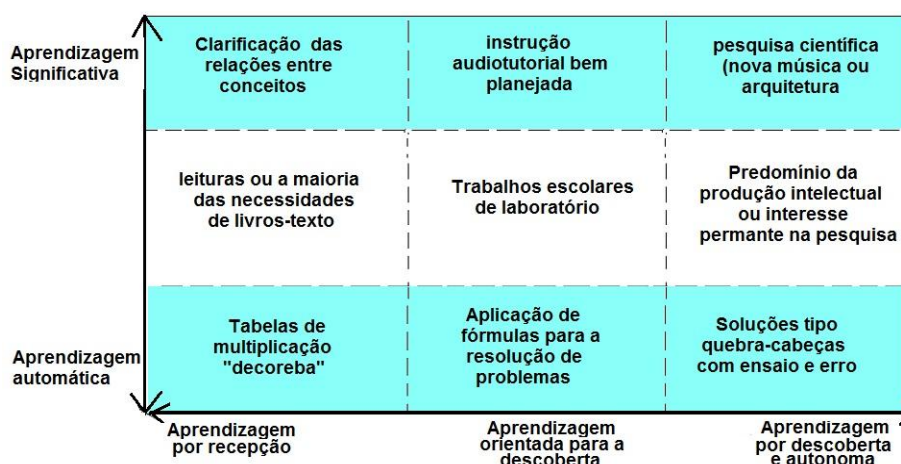 Aprendizagem
Significativa
Clarificação das
relações entre
conceitos
instrução
audiotutorial bem
planejada
pesquisa científica
(nova música ou
arquitetura
leituras ou a maioria
das necessidades
de livros-texto
Trabalhos escolares
de laboratório
Predomínio da
produção intelectual
ou interesse
permante na pesquisa
Aprendizagem
automática
Tabelas de
multiplicação
"decoreba"
Aplicação de
fórmulas para a
resolução de
problemas
Soluções tipo
quebra-cabeças
com ensaio e erro
Aprendizagem
por recepção
Aprendizagem
orientada para a
descoberta
Aprendizagem
por descoberta
e autonoma